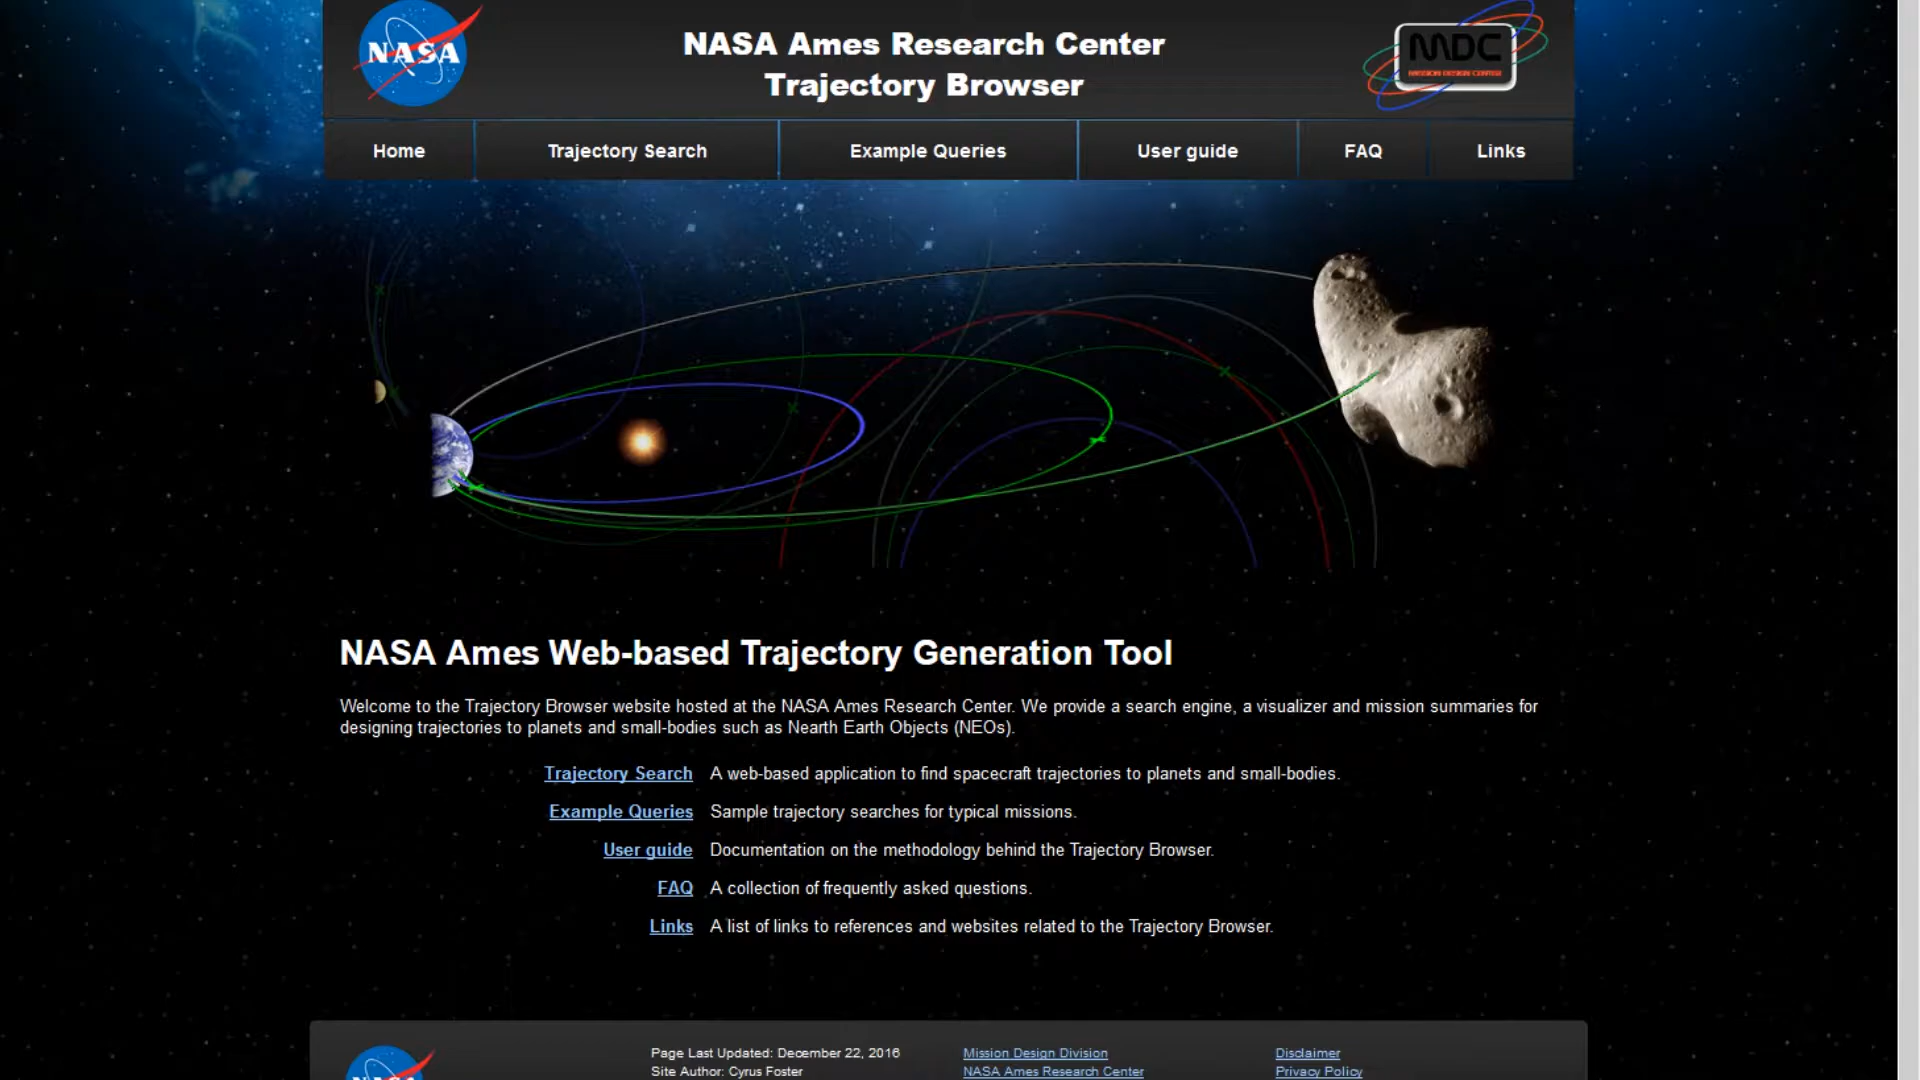 NASA
NASA Ames Research Center
Trajectory Browser
MDC
MISSION DESIGN CENTER
Home
Trajectory Search
Example Queries
User guide
FAQ
Links
NASA Ames Web-based Trajectory Generation Tool
Welcome to the Trajectory Browser website hosted at the NASA Ames Research Center. We provide a search engine, a visualizer and mission summaries for
designing trajectories to planets and small-bodies such as Nearth Earth Objects (NEOs).
Trajectory Search A web-based application to find spacecraft trajectories to planets and small-bodies.
Example Queries Sample trajectory searches for typical missions.
User guide Documentation on the methodology behind the Trajectory Browser.
FAQ A collection of frequently asked questions.
Links A list of links to references and websites related to the Trajectory Browser.
NASA
Page Last Updated: December 22, 2016
Site Author: Cyrus Foster
Mission Design Division
NASA Ames Research Center
Disclaimer
Privacy Policy